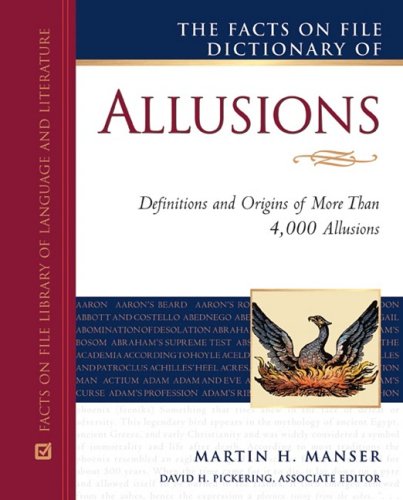 THE FACTS ON FILE
DICTIONARY OF
ALLUSIONS
Definitions and Origins of More Than
4,000 Allusions
FACTS ON FILE LIBRARY OF LANGUAGE AND LITERATURE
AARON AARON'S BEARD AARON'S RO
ABBOTT AND COSTELLO ABEDNEGO ABE
GAIL
ABOMINATION OF DESOLATION ABRAHA
BOSOM ABRAHAM'S SUPREME TEST ABS
THE
ACADEMIA ACCORDING TO HOYLE ACELD
AND PATROCLUS ACHILLES' HEEL ACRES,
MAN ACTIUM ADAM ADAM AND EVE A
CURSE ADAM'S PROFESSION ADAM'S RIB
MARTIN H. MANSER
DAVID H. PICKERING, ASSOCIATE EDITOR